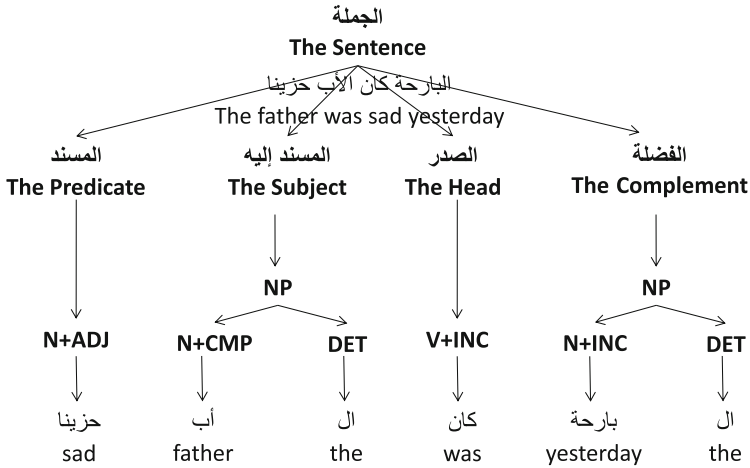 الجملة
The Sentence
البارحة كان الأب حزينا
The father was sad yesterday
المسند
المسند إليه
الصدر
الفضلة
The Predicate
The Subject
The Head
The Complement
NP
NP
N+ADJ
N+CMP
DET
V+INC
N+INC
DET
حزينا
أب
ال
كان
بارحة
ال
sad
father
the
was
yesterday
the